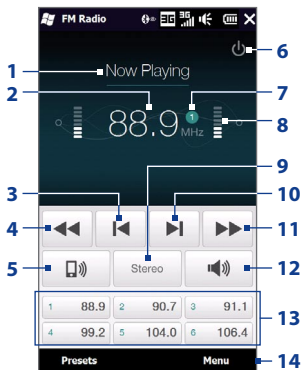 FM Radio 3G 3G
6
1 Now Playing
2 7
88.9 1
MHz
8
9
3 10
4 11
5 Stereo 12
1 88.9 2 90.7 3 91.1
13
4 99.2 5 104.0 6 106.4
Presets Menu 14